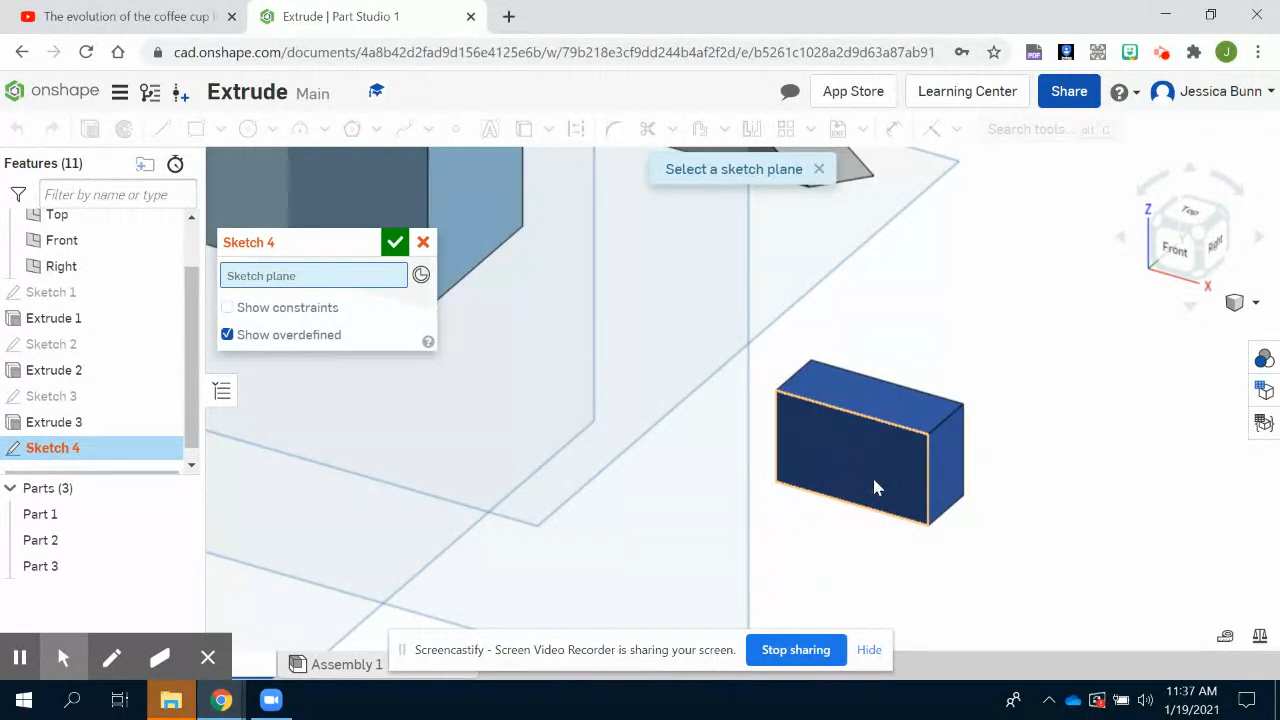 The evolution of the coffee cup l
Extrude | Part Studio 1
cad.onshape.com/documents/4a8b42d2fad9d156e4125e6b/w/79b218e3cf9dd244b4af2f2d/e/b5261c1028a2d9d63a87ab91
PDF
J
onshape
Extrude Main
App Store
Learning Center
Share
Jessica Bunn
Search tools... alt C
Features (11)
Filter by name or type
Top
Front
Right
Sketch 1
Extrude 1
Sketch 2
Extrude 2
Sketch 3
Extrude 3
Sketch 4
Parts (3)
Part 1
Part 2
Part 3
Select a sketch plane
Sketch 4
Sketch plane
Show constraints
Show overdefined
Z
Top
Front
Right
X
Assembly 1
Screencastify - Screen Video Recorder is sharing your screen.
Stop sharing
Hide
11:37 AM
1/19/2021